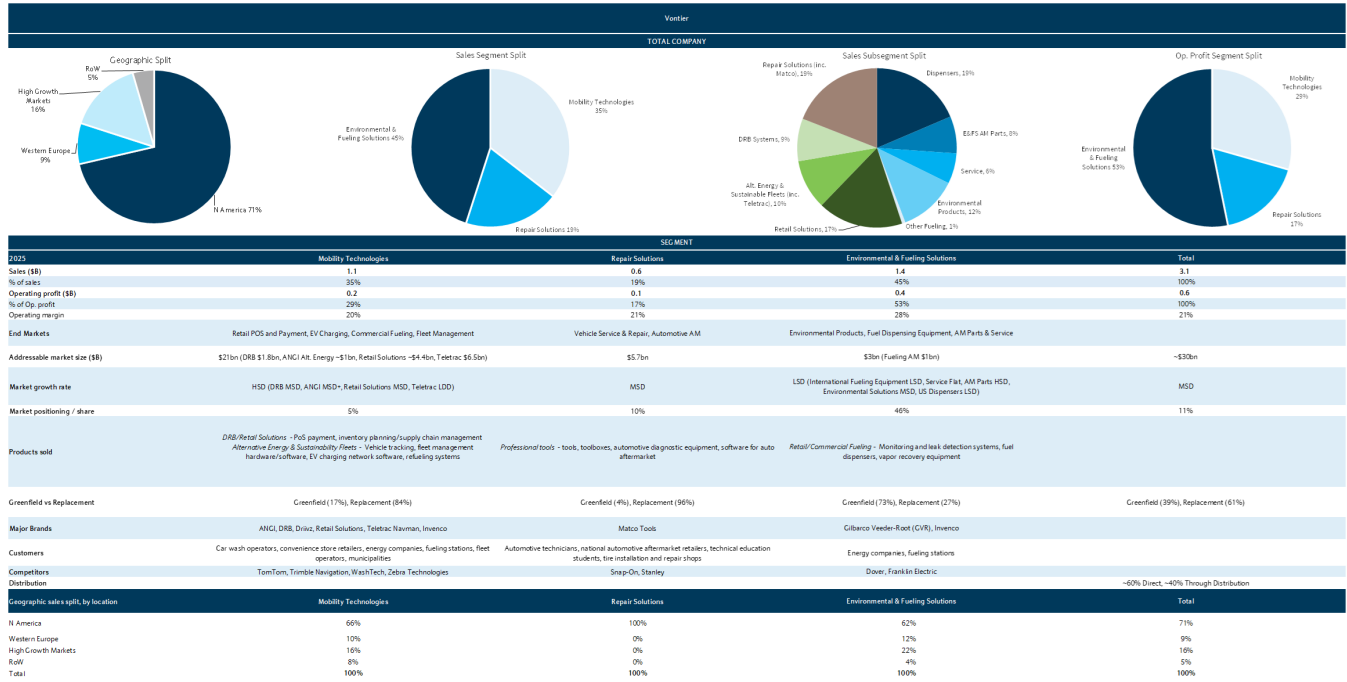 Vontier
TOTAL COMPANY
Geographic Split
RoW
5%
High Growth
Markets
16%
Western Europe
9%
N America 71%
Sales Segment Split
Mobility Technologies
35%
Environmental &
Fueling Solutions 45%
Repair Solutions 19%
Sales Subsegment Split
Repair Solutions (inc.
Matco), 19%
Dispensers, 19%
DRB Systems, 9%
E&FS AM Parts, 8%
Service, 6%
Alt. Energy &
Sustainable Fleets (inc.
Teletrac), 10%
Environmental
Products, 12%
Retail Solutions, 17%
Other Fueling, 1%
Op. Profit Segment Split
Mobility
Technologies
29%
Environmental
& Fueling
Solutions 53%
Repair Solutions
17%
SEGMENT
2025 Mobility Technologies Repair Solutions Environmental & Fueling Solutions Total
Sales ($B) 1.1 0.6 1.4 3.1
% of sales 35% 19% 45% 100%
Operating profit ($B) 0.2 0.1 0.4 0.6
% of Op. profit 29% 17% 53% 100%
Operating margin 20% 21% 28% 21%
End Markets Retail POS and Payment, EV Charging, Commercial Fueling, Fleet Management Vehicle Service & Repair, Automotive AM Environmental Products, Fuel Dispensing Equipment, AM Parts & Service
Addressable market size ($B) $21bn (DRB $1.8bn, ANGI Alt. Energy ~$1bn, Retail Solutions ~$4.4bn, Teletrac $6.5bn) $5.7bn $3bn (Fueling AM $1bn) ~$30bn
Market growth rate HSD (DRB MSD, ANGI MSD+, Retail Solutions MSD, Teletrac LDD) MSD LSD (International Fueling Equipment LSD, Service Flat, AM Parts HSD,
Environmental Solutions MSD, US Dispensers LSD) MSD
Market positioning / share 5% 10% 46% 11%
Products sold DRB/Retail Solutions - PoS payment, inventory planning/supply chain management
Alternative Energy & Sustainability Fleets - Vehicle tracking, fleet management
hardware/software, EV charging network software, refueling systems
Professional tools - tools, toolboxes, automotive diagnostic equipment, software for auto
aftermarket
Retail/Commercial Fueling - Monitoring and leak detection systems, fuel
dispensers, vapor recovery equipment
Greenfield vs Replacement Greenfield (17%), Replacement (84%) Greenfield (4%), Replacement (96%) Greenfield (73%), Replacement (27%) Greenfield (39%), Replacement (61%)
Major Brands ANGI, DRB, Driivz, Retail Solutions, Teletrac Navman, Invenco Matco Tools Gilbarco Veeder-Root (GVR), Invenco
Customers Car wash operators, convenience store retailers, energy companies, fueling stations, fleet
operators, municipalities
Automotive technicians, national automotive aftermarket retailers, technical education
students, tire installation and repair shops
Energy companies, fueling stations
Competitors TomTom, Trimble Navigation, WashTech, Zebra Technologies Snap-On, Stanley Dover, Franklin Electric
Distribution ~60% Direct, ~40% Through Distribution
Geographic sales split, by location Mobility Technologies Repair Solutions Environmental & Fueling Solutions Total
N America 66% 100% 62% 71%
Western Europe 10% 0% 12% 9%
High Growth Markets 16% 0% 22% 16%
RoW 8% 0% 4% 5%
Total 100% 100% 100% 100%